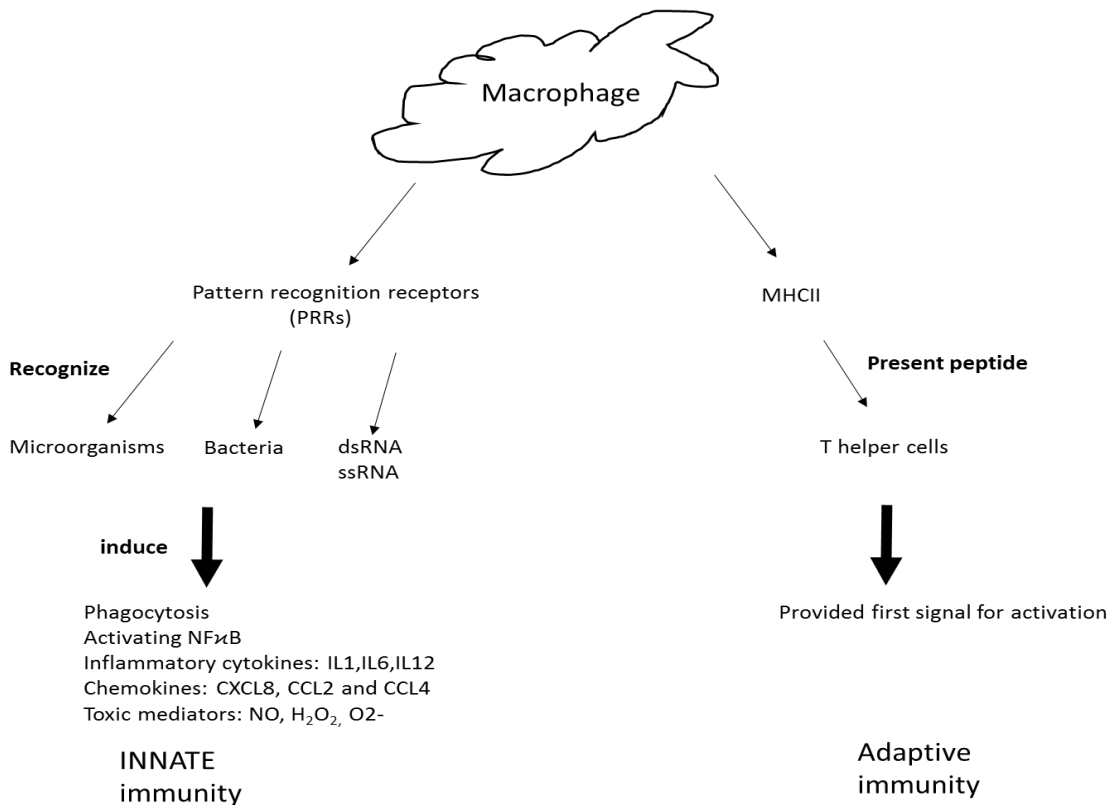 Macrophage
Pattern recognition receptors
(PRRs)
MHCII
Recognize
Present peptide
Microorganisms
Bacteria
dsRNA
ssRNA
T helper cells
induce
Phagocytosis
Activating NFϰB
Inflammatory cytokines: IL1,IL6,IL12
Chemokines: CXCL8, CCL2 and CCL4
Toxic mediators: NO, H₂O₂, O2-
Provided first signal for activation
INNATE
immunity
Adaptive
immunity